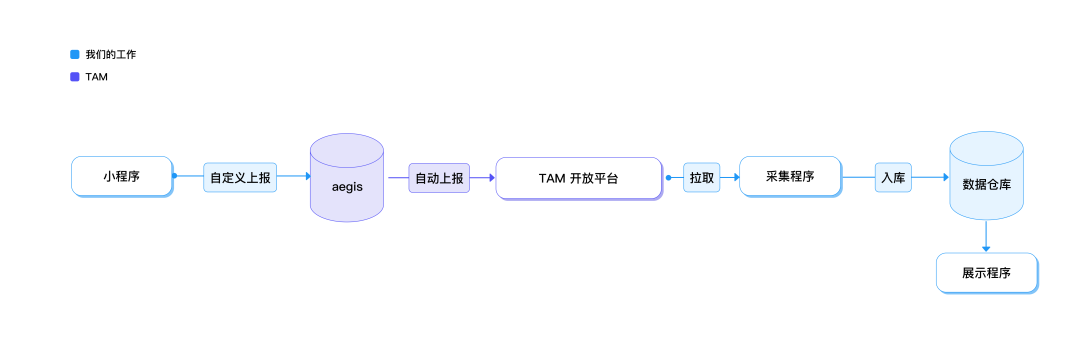 我们的工作
TAM
小程序
自定义上报
aegis
自动上报
TAM 开放平台
拉取
采集程序
入库
数据仓库
展示程序